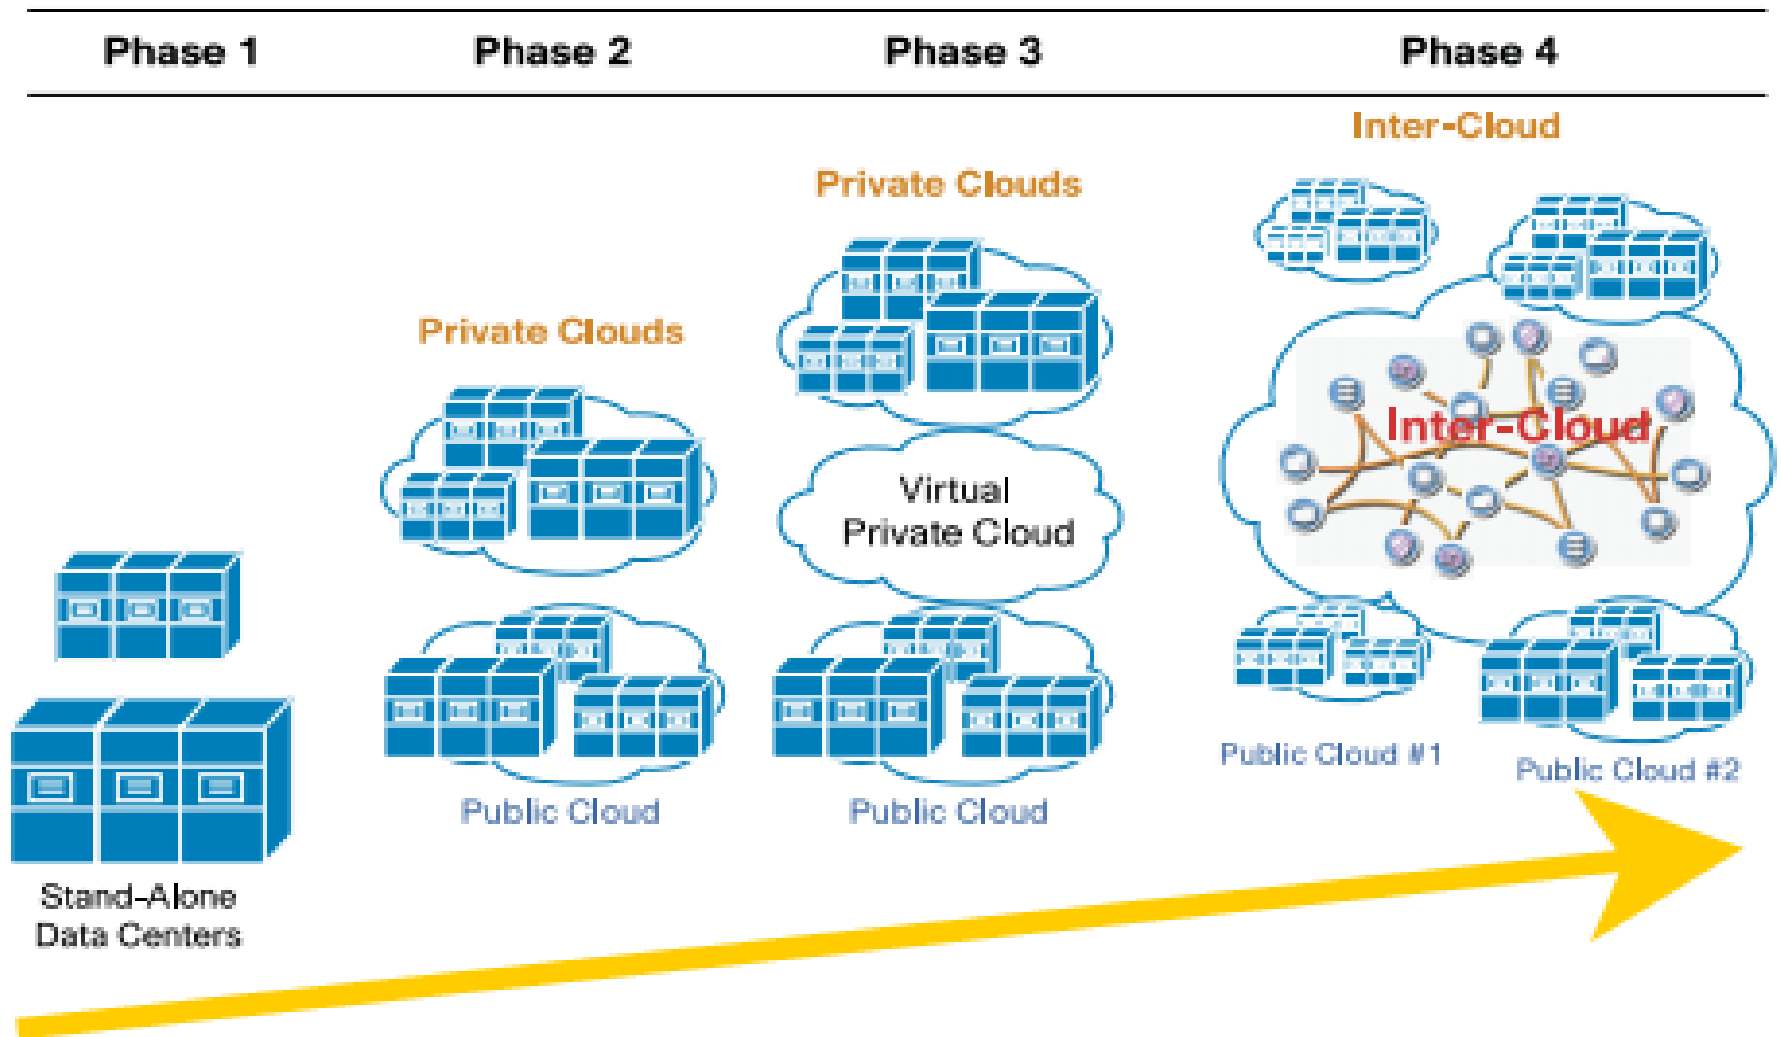 Phase 1
Phase 2
Phase 3
Phase 4
Stand-Alone
Data Centers
Private Clouds
Public Cloud
Private Clouds
Virtual
Private Cloud
Public Cloud
Inter-Cloud
Inter-Cloud
Public Cloud #1
Public Cloud #2